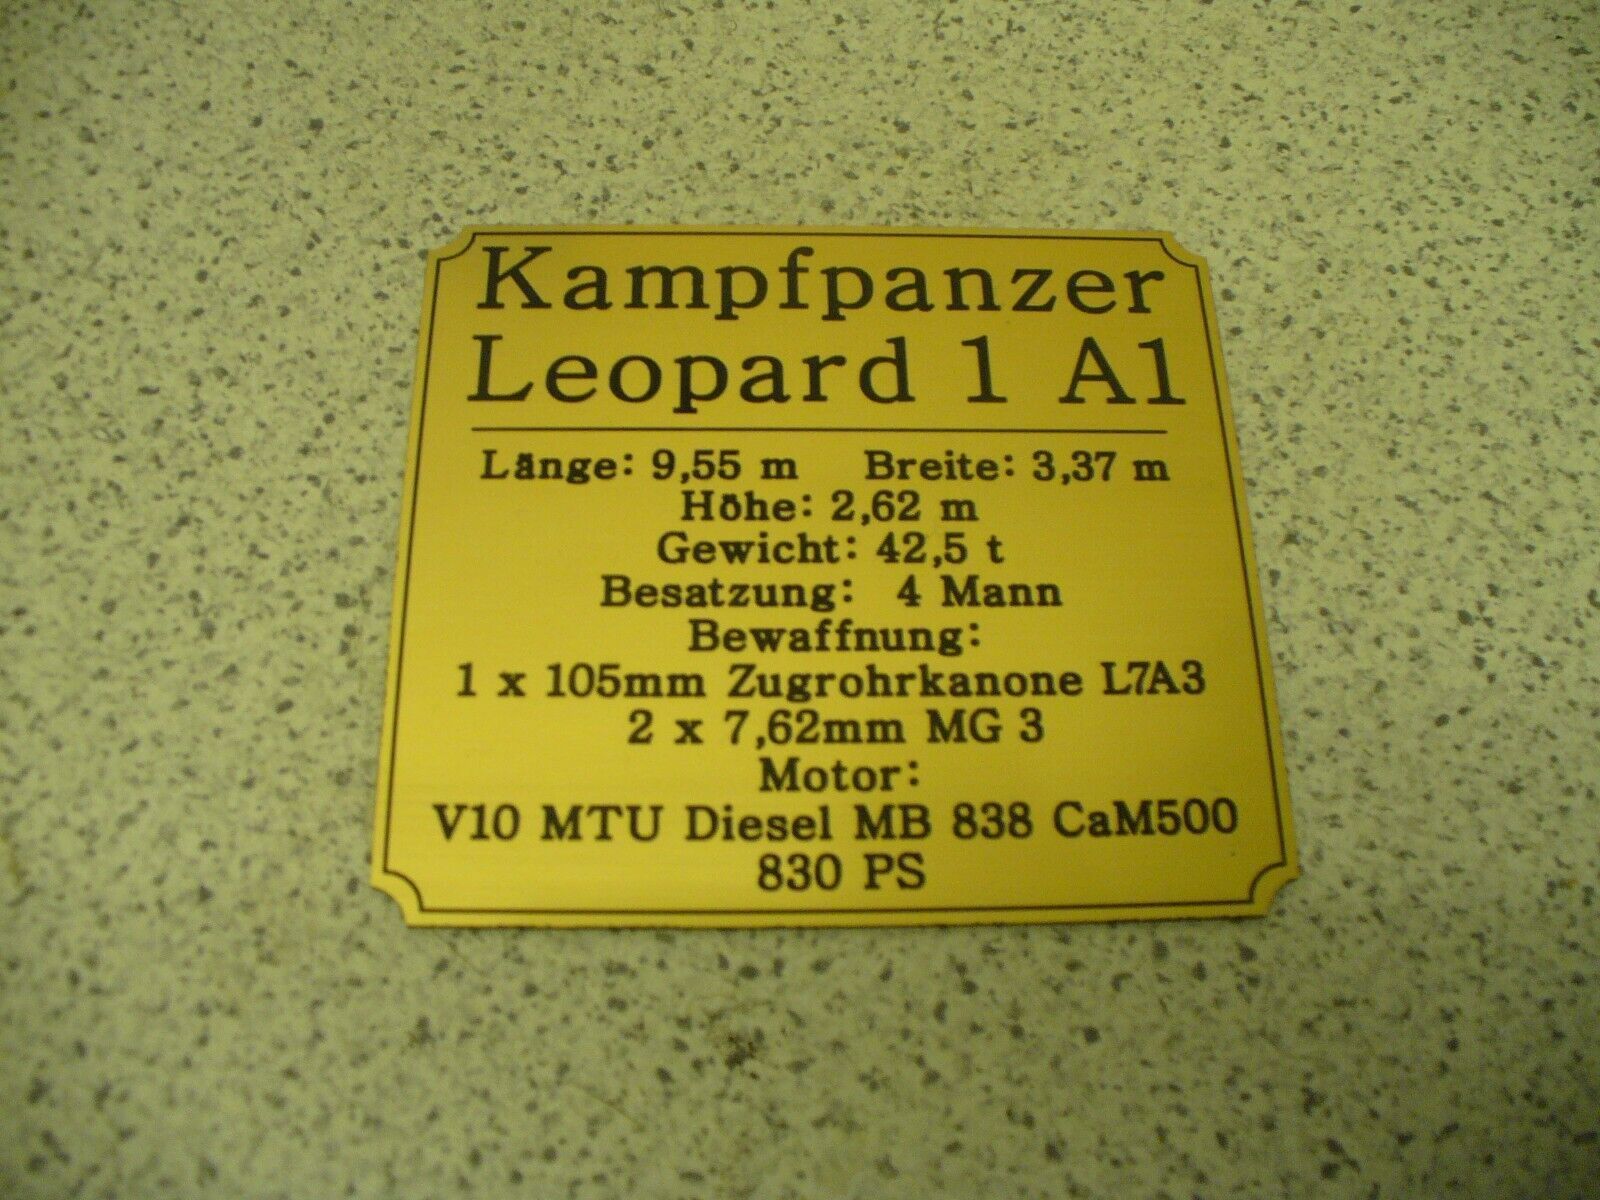 Kampfpanzer
Leopard 1 A1
Länge: 9,55 m Breite: 3,37 m
Höhe: 2,62 m
Gewicht: 42,5 t
Besatzung: 4 Mann
Bewaffnung:
1 x 105mm Zugrohrkanone L7A3
2 x 7,62mm MG 3
Motor:
V10 MTU Diesel MB 838 CaM500
830 PS